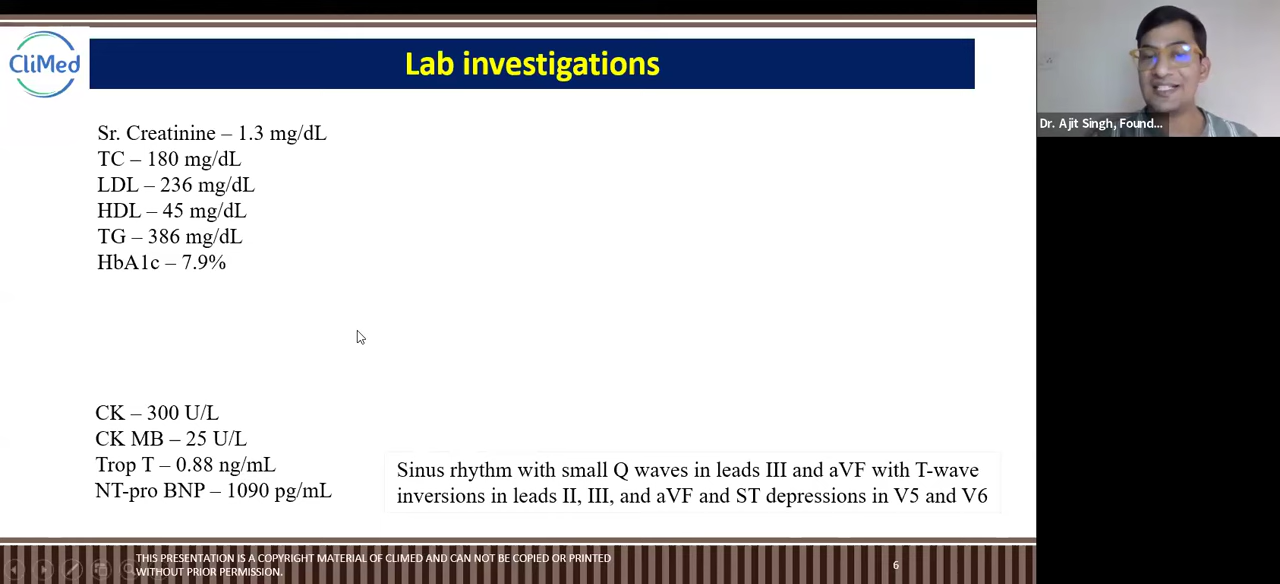 CliMed
Lab investigations
Dr. Ajit Singh, Found...
Sr. Creatinine – 1.3 mg/dL
TC – 180 mg/dL
LDL – 236 mg/dL
HDL – 45 mg/dL
TG – 386 mg/dL
HbA1c – 7.9%
CK – 300 U/L
CK MB – 25 U/L
Trop T – 0.88 ng/mL
NT-pro BNP – 1090 pg/mL
Sinus rhythm with small Q waves in leads III and aVF with T-wave
inversions in leads II, III, and aVF and ST depressions in V5 and V6
THIS PRESENTATION IS A COPYRIGHT MATERIAL OF CLIMED AND CAN NOT BE COPIED OR PRINTED
WITHOUT PRIOR PERMISSION.
6